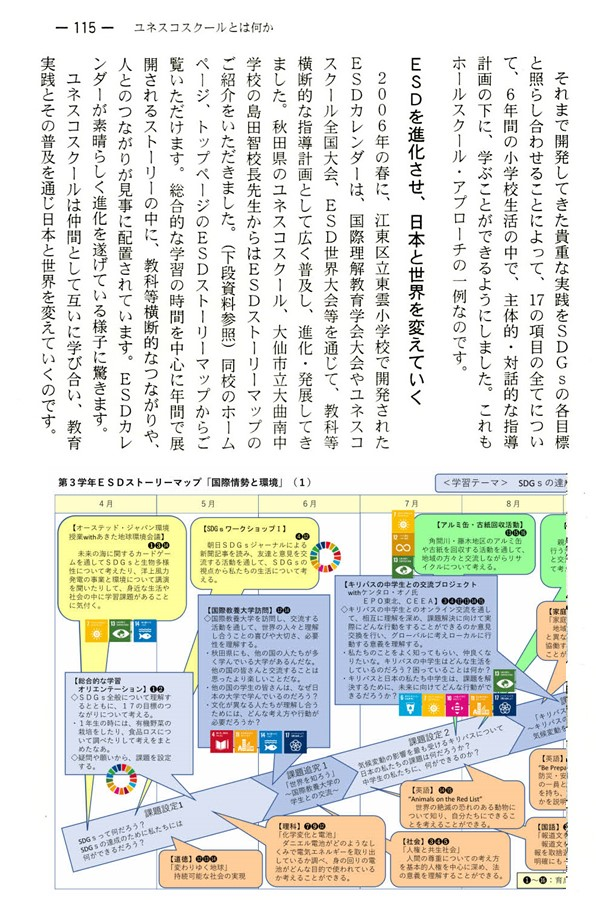 ― 115 ― ユネスコスクールとは何か
それまで開発してきた貴重な実践をSDGsの各目標
と照らし合わせることによって、17の項目の全てについ
て、6年間の小学校生活の中で、主体的・対話的な指導
計画の下に、学ぶことができるようにしました。これも
ホールスクール・アプローチの一例なのです。
ESDを進化させ、日本と世界を変えていく
2006年の春に、江東区立東雲小学校で開発された
ESDカレンダーは、国際理解教育学会大会やユネスコ
スクール全国大会、ESD世界大会等を通じて、教科等
横断的な指導計画として広く普及し、進化・発展してき
ました。秋田県のユネスコスクール、大仙市立大曲南中
学校の島田智校長先生からはESDストーリーマップの
ご紹介をいただきました。(下段資料参照)同校のホーム
ページ、トップページのESDストーリーマップからご
覧いただけます。総合的な学習の時間を中心に年間で展
開されるストーリーの中に、教科等横断的なつながりや、
人とのつながりが見事に配置されています。ESDカレ
ンダーが素晴らしく進化を遂げている様子に驚きます。
ユネスコスクールは仲間として互いに学び合い、教育
実践とその普及を通じ日本と世界を変えていくのです。
第3学年ESDストーリーマップ「国際情勢と環境」(1)
<学習テーマ> SDGsの達
4月
5月
6月
7月
8月
【オーステッド・ジャパン環境
授業withあきた地球環境会議】
❶⓭⓮
未来の海に関するカードゲー
ムを通してSDGsと生物多様
性について考えたり、洋上風力
発電の事業と環境について講演
を聞いたりして、身近な生活や
社会の中に学習課題があること
に気付く。
【SDGsワークショップⅠ】
❹⓬
朝日SDGsジャーナルによる
新聞記事を読み、友達と意見を交
流する活動を通して、SDGsの
視点から私たちの生活について考
える。
【アルミ缶・古紙回収活動】
⓫⓯⓰
角間川・藤木地区のアルミ缶
や古紙を回収する活動を通して、
地域の方々と交流しながらリサ
イクルについて考える。
【国際教養大学訪問】⓬⓮
国際教養大学を訪問し、交流する
活動を通して、世界の人々と理解
し合うことの喜びや大切さ、必要
性を理解する。
・秋田県にも、他の国の人たちが多
く学んでいる大学があるんだな。
・他の国の皆さんと交流することは
思ったより楽しいことだな。
・他の国の学生の皆さんは、なぜ日
本の大学で学んでいるのだろう?
・文化が異なる人たちが理解し合う
ためには、どんな考え方や行動が
必要だろうか?
【キリバスの中学生との交流プロジェクト
withケンタロ・オノ氏
EPO東北、CEEA】
キリバスの中学生とのオンライン交流を通し
て、相互に理解を深め、課題解決に向けて実
際にどんな行動をすることができるのか意見
交換を行い、グローバルに考えローカルに行
動する意義を理解する。
・私たちのことをよく知ってもらい、仲良くな
りたいな。キリバスの中学生はどんな生活を
しているのだろう?困っていることは何か?
・キリバスと日本の私たち中学生は、課題を解
決するために、未来に向けてどんな行動がで
きるだろうか?
【総合的な学習
オリエンテーション】❶❷
◇SDGs全般について理解す
るとともに、17の目標のつ
ながりについて考える。
・1年生の時には、有機野菜の
栽培をしたり、食品ロスにつ
いて調べたりして考えをまと
めたなあ。
◇疑問や願いから、課題を設定
する。
課題設定1
SDGsって何だろう?
SDGsの達成のために私たちには
何ができるだろう?
課題追究1
「世界を知ろう」
~国際教養大学の
学生との交流~
課題設定2
気候変動の影響を最も受けるキリバスについて
日本の私たちの課題は何だろうか?
中学生の私たちに、何ができるのか?
【道徳】⓬⓭⓮
「変わりゆく地球」
持続可能な社会の実現
【理科】❼❾⓬
「化学変化と電池」
ダニエル電池がどのようなし
くみで電気エネルギーを取り出
しているか調べ、身の回りの電
池がどんな目的で使われている
か考えることができる。
【英語】⓮⓯
"Animals on the Red List"
世界の絶滅の恐れのある動物に
ついて知り、自分たちにできるこ
とを考えることができる。
【社会】❸❹❺
「人権と共生社会」
人間の尊重についての考え方
を基本的人権を中心に深め、法
の意義を理解することができる。
【英語】
"Be Prepa
【国語】